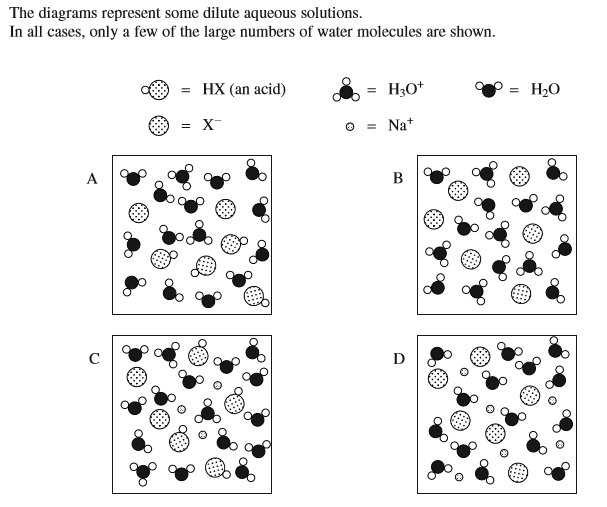 The diagrams represent some dilute aqueous solutions.
In all cases, only a few of the large numbers of water molecules are shown.
= HX (an acid) = H₃O⁺ = H₂O
= X⁻ = Na⁺
A B
C D